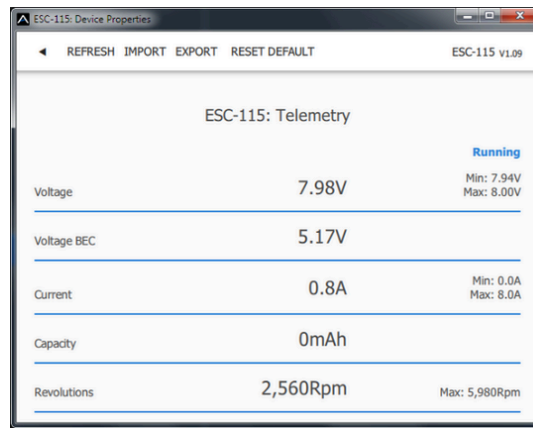 ESC-115: Device Properties
◄ REFRESH IMPORT EXPORT RESET DEFAULT ESC-115 v1.09
ESC-115: Telemetry
Running
Voltage 7.98V Min: 7.94V
Max: 8.00V
Voltage BEC 5.17V
Current 0.8A Min: 0.0A
Max: 8.0A
Capacity 0mAh
Revolutions 2,560Rpm Max: 5,980Rpm